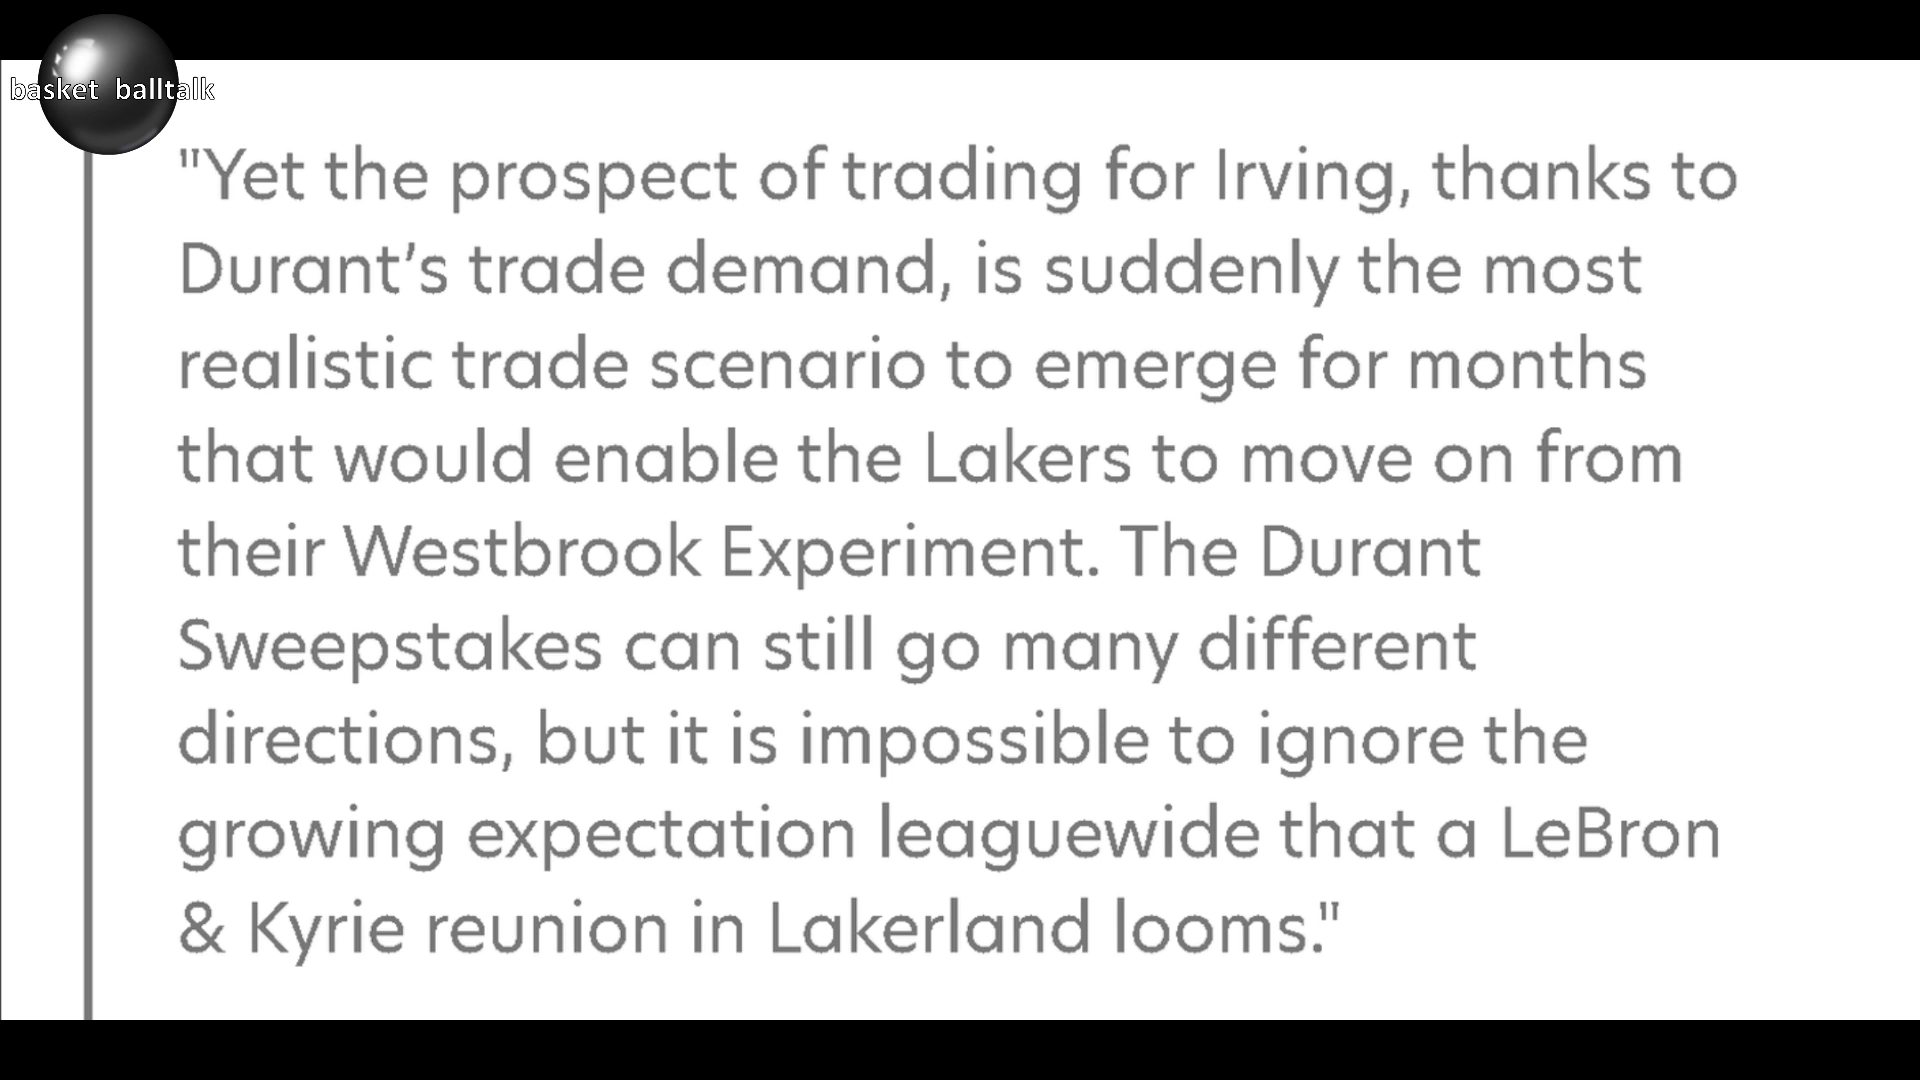 basket balltalk
"Yet the prospect of trading for Irving, thanks to
Durant’s trade demand, is suddenly the most
realistic trade scenario to emerge for months
that would enable the Lakers to move on from
their Westbrook Experiment. The Durant
Sweepstakes can still go many different
directions, but it is impossible to ignore the
growing expectation leaguewide that a LeBron
& Kyrie reunion in Lakerland looms."